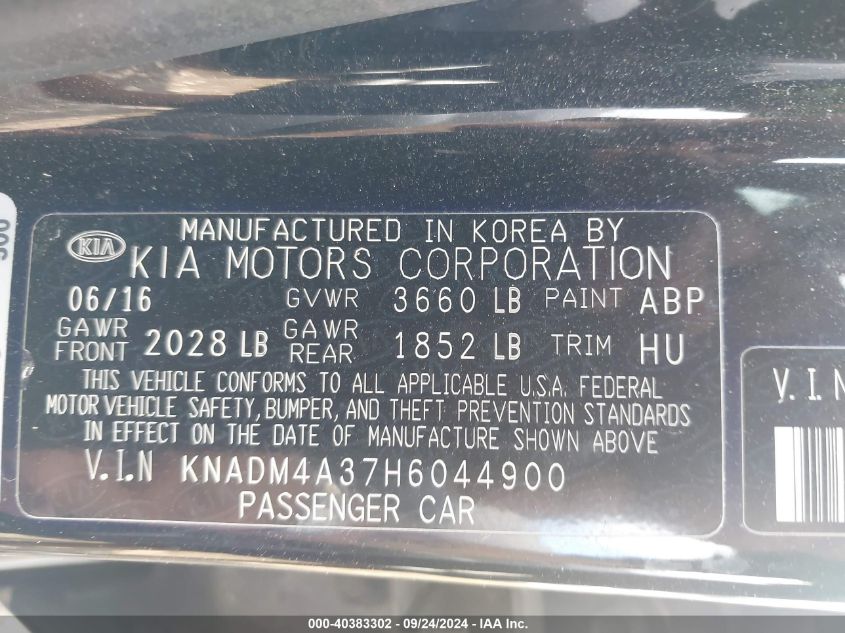 MANUFACTURED IN KOREA BY
KIA KIA MOTORS CORPORATION
06/16 GVWR 3660 LB PAINT ABP
GAWR FRONT 2028 LB GAWR REAR 1852 LB TRIM HU
THIS VEHICLE CONFORMS TO ALL APPLICABLE U.S.A. FEDERAL
MOTOR VEHICLE SAFETY, BUMPER, AND THEFT PREVENTION STANDARDS
IN EFFECT ON THE DATE OF MANUFACTURE SHOWN ABOVE
V.I.N KNADM4A37H6044900
PASSENGER CAR
V.I.N
000-40383302 - 09/24/2024 - IAA Inc.